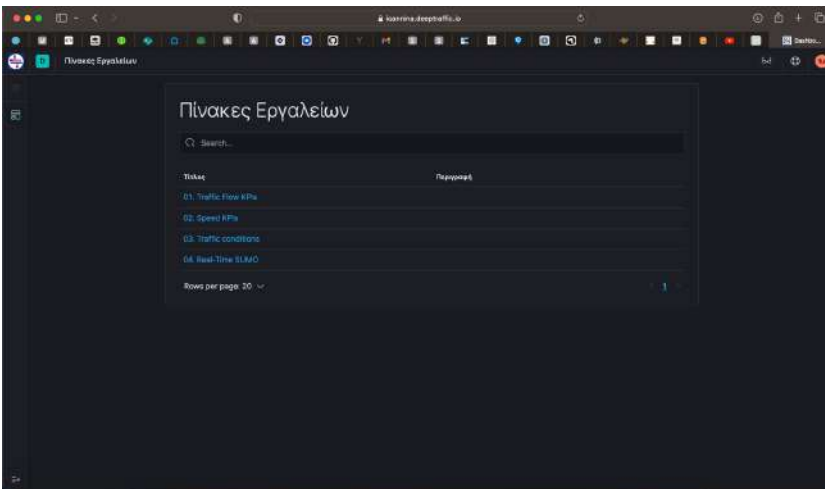 ioannina.deeptraffic.io
D Πίνακες Εργαλείων
Πίνακες Εργαλείων
Search...
Τίτλος Περιγραφή
01. Traffic Flow KPIs
02. Speed KPIs
03. Traffic conditions
04. Real-Time SUMO
Rows per page: 20
1